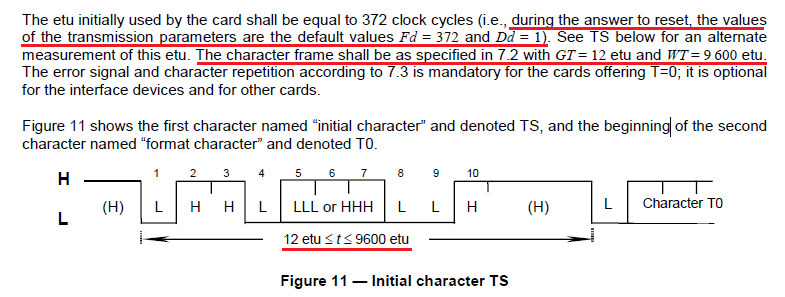 The etu initially used by the card shall be equal to 372 clock cycles (i.e., during the answer to reset, the values
of the transmission parameters are the default values Fd = 372 and Dd = 1). See TS below for an alternate
measurement of this etu. The character frame shall be as specified in 7.2 with GT = 12 etu and WT = 9 600 etu.
The error signal and character repetition according to 7.3 is mandatory for the cards offering T=0; it is optional
for the interface devices and for other cards.
Figure 11 shows the first character named “initial character” and denoted TS, and the beginning of the second
character named “format character” and denoted T0.
H 1 2 3 4 5 6 7 8 9 10
(H) L H H L LLL or HHH L L H (H) L Character T0
L
12 etu ≤ t ≤ 9600 etu
Figure 11 — Initial character TS